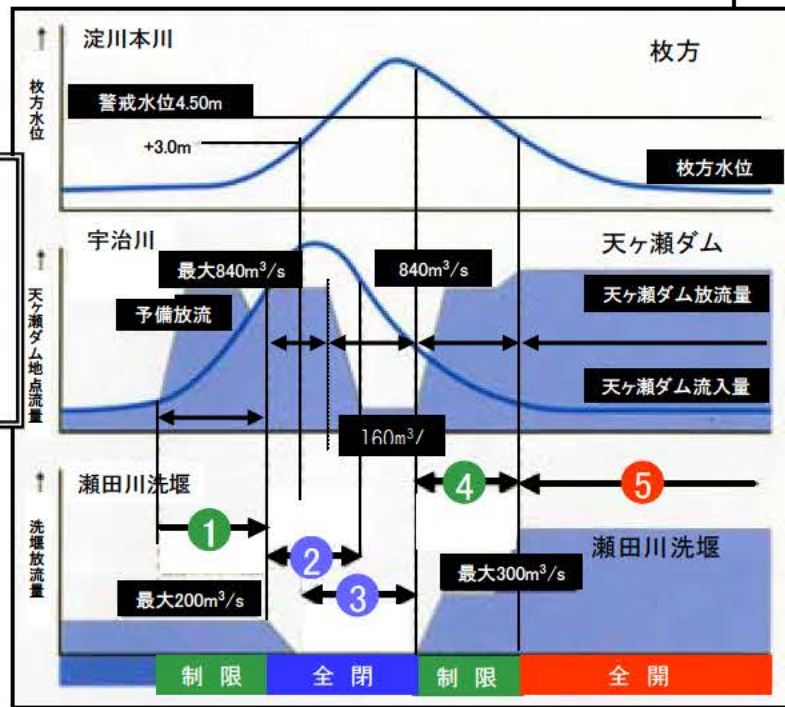 淀川本川
枚方
枚方水位
警戒水位4.50m
+3.0m
枚方水位
宇治川
天ヶ瀬ダム
天ヶ瀬ダム地点流量
最大840m³/s
840m³/s
予備放流
天ヶ瀬ダム放流量
天ヶ瀬ダム流入量
160m³/
瀬田川洗堰
洗堰放流量
1
2
3
4
5
最大200m³/s
最大300m³/s
瀬田川洗堰
制限
全閉
制限
全開